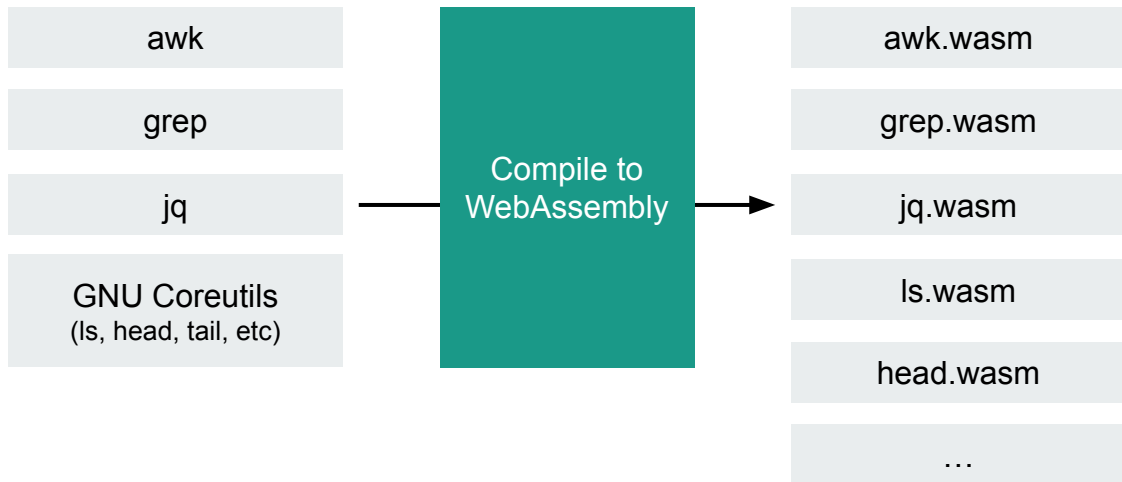 awk
grep
jq
GNU Coreutils
(ls, head, tail, etc)
Compile to
WebAssembly
awk.wasm
grep.wasm
jq.wasm
ls.wasm
head.wasm
…